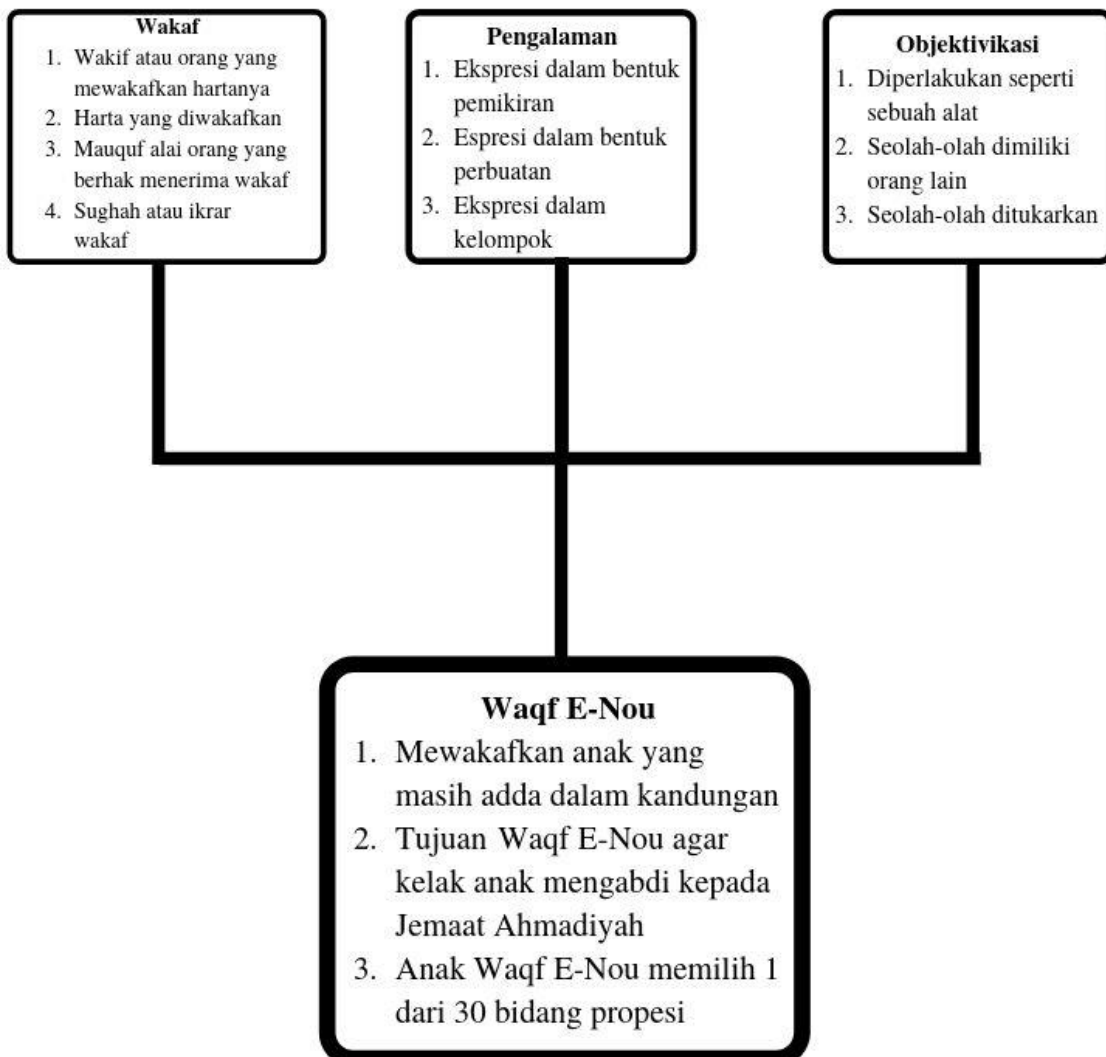 Wakaf
1. Wakif atau orang yang
mewakafkan hartanya
2. Harta yang diwakafkan
3. Mauquf alai orang yang
berhak menerima wakaf
4. Sughah atau ikrar
wakaf
Pengalaman
1. Ekspresi dalam bentuk
pemikiran
2. Espresi dalam bentuk
perbuatan
3. Ekspresi dalam
kelompok
Objektivikasi
1. Diperlakukan seperti
sebuah alat
2. Seolah-olah dimiliki
orang lain
3. Seolah-olah ditukarkan
Waqf E-Nou
1. Mewakafkan anak yang
masih adda dalam kandungan
2. Tujuan Waqf E-Nou agar
kelak anak mengabdi kepada
Jemaat Ahmadiyah
3. Anak Waqf E-Nou memilih 1
dari 30 bidang propesi